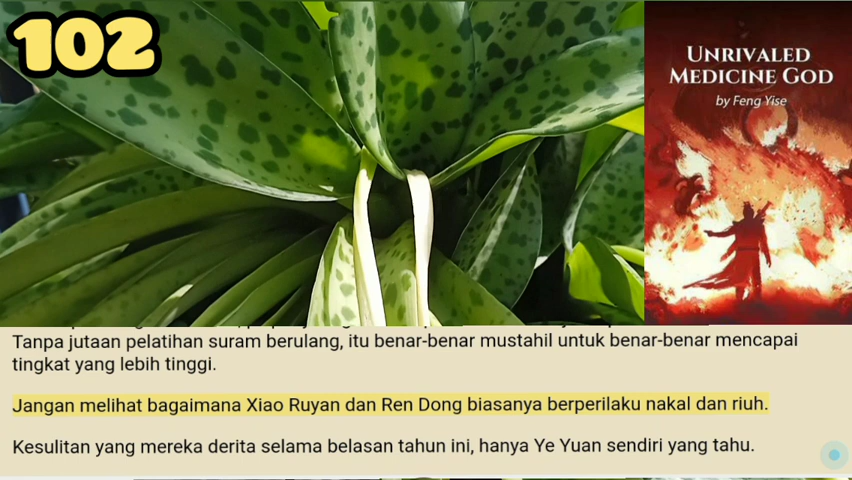 102
UNRIVALED
MEDICINE GOD
by Feng Yise
Tanpa jutaan pelatihan suram berulang, itu benar-benar mustahil untuk benar-benar mencapai
tingkat yang lebih tinggi.
Jangan melihat bagaimana Xiao Ruyan dan Ren Dong biasanya berperilaku nakal dan riuh.
Kesulitan yang mereka derita selama belasan tahun ini, hanya Ye Yuan sendiri yang tahu.